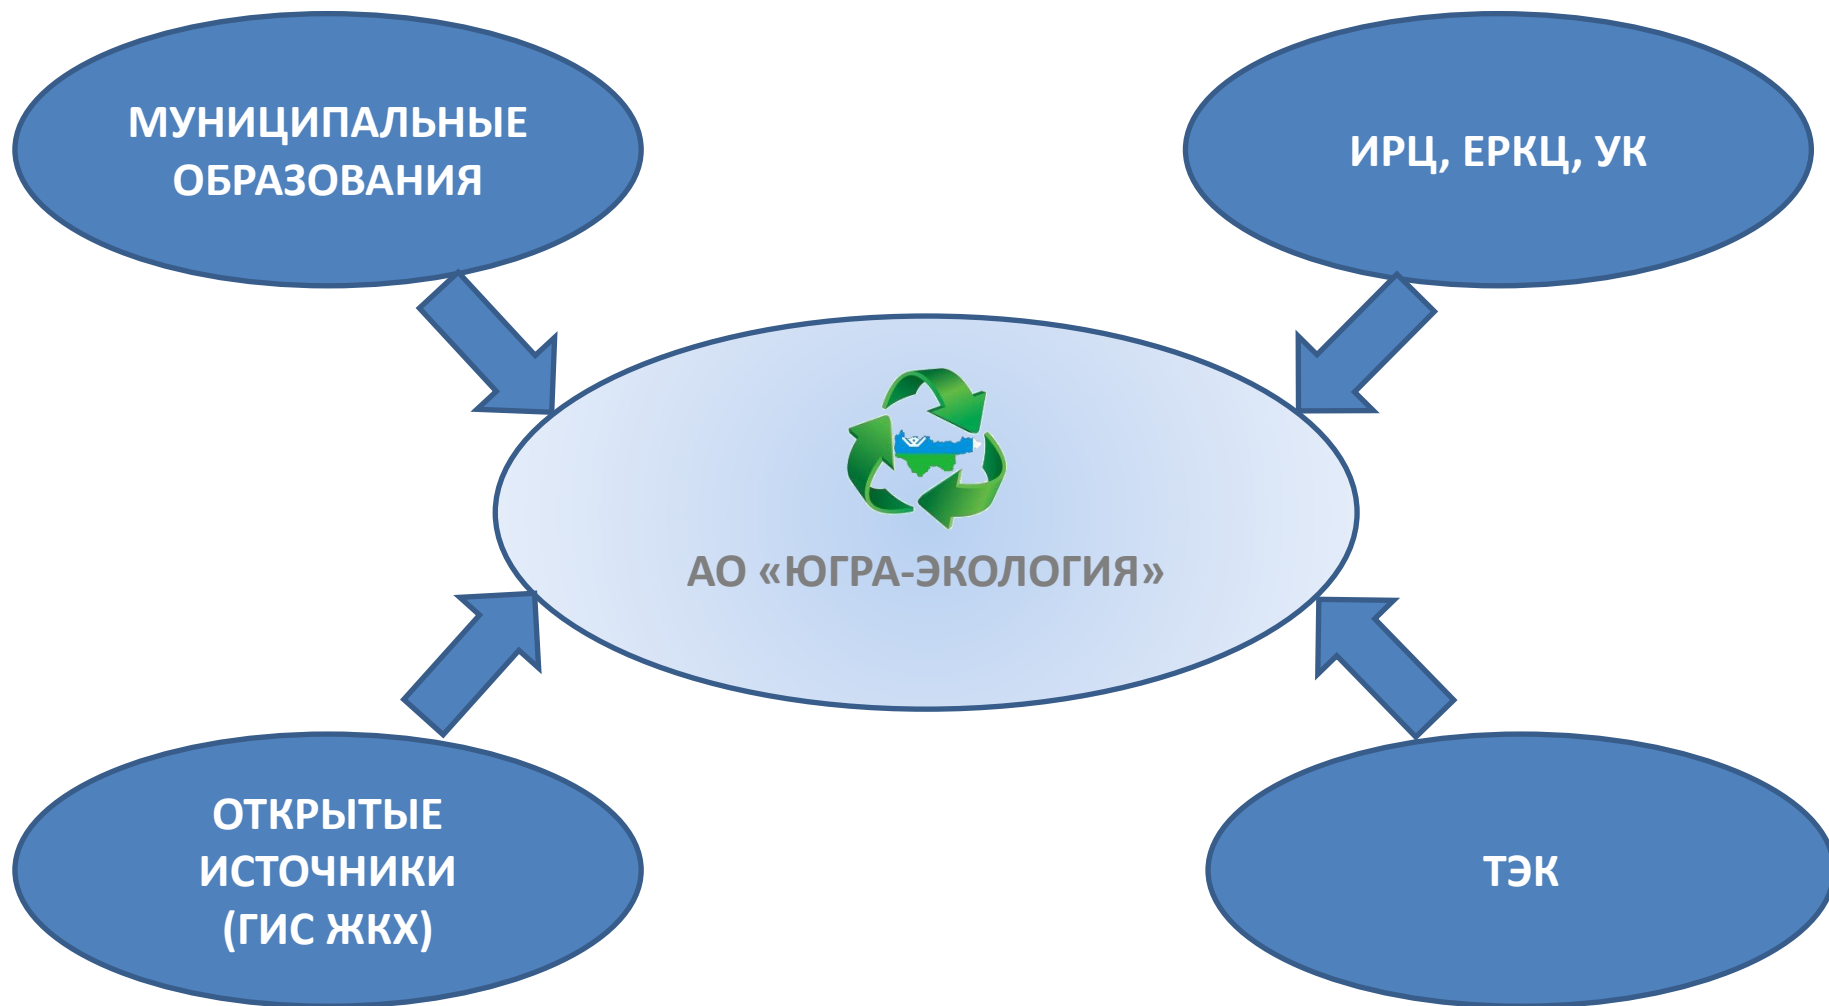 МУНИЦИПАЛЬНЫЕ
ОБРАЗОВАНИЯ
ИРЦ, ЕРКЦ, УК
АО «ЮГРА-ЭКОЛОГИЯ»
ОТКРЫТЫЕ
ИСТОЧНИКИ
(ГИС ЖКХ)
ТЭК